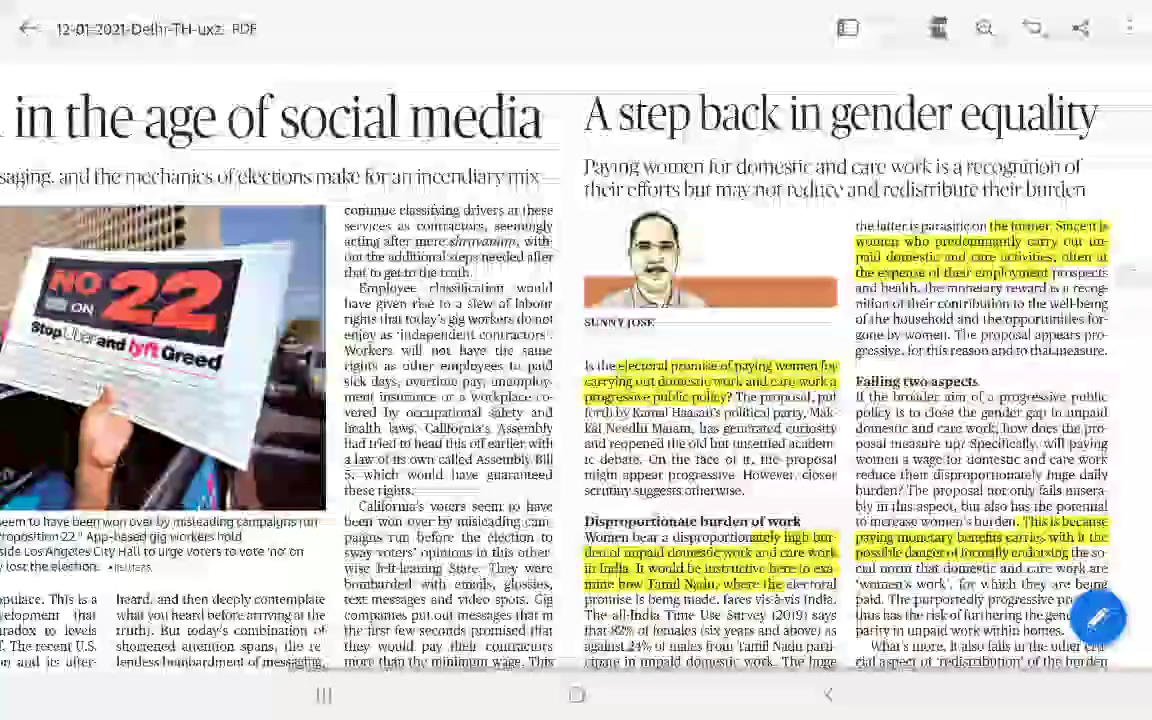 12-01-2021-Delhi-TH-uxz PDF
in the age of social media
saging, and the mechanics of elections make for an incendiary mix
NO
ON 22
Stop Uber and lyft Greed
seem to have been won over by misleading campaigns run
roposition 22." App-based gig workers hold
side Los Angeles City Hall to urge voters to vote 'no' on
y lost the election. • REUTERS
opulace. This is a
velopment that
radox to levels
f. The recent U.S.
on and its after-
heard, and then deeply contemplate
what you heard before arriving at the
truth). But today's combination of
shortened attention spans, the re-
lentless bombardment of messaging,
continue classifying drivers at these
services as contractors, seemingly
acting after mere shravanam, with-
out the additional steps needed after
that to get to the truth.
Employee classification would
have given rise to a slew of labour
rights that today's gig workers do not
enjoy as 'independent contractors'.
Workers will not have the same
rights as other employees to paid
sick days, overtime pay, unemploy-
ment insurance or a workplace co-
vered by occupational safety and
health laws. California's Assembly
had tried to head this off earlier with
a law of its own called Assembly Bill
5, which would have guaranteed
these rights.
California's voters seem to have
been won over by misleading cam-
paigns run before the election to
sway voters' opinions in this other-
wise left-leaning State. They were
bombarded with emails, glossies,
text messages and video spots. Gig
companies put out messages that in
the first few seconds promised that
they would pay their contractors
more than the minimum wage. This
A step back in gender equality
Paying women for domestic and care work is a recognition of
their efforts but may not reduce and redistribute their burden
SUNNY JOSE
Is the electoral promise of paying women for
carrying out domestic work and care work a
progressive public policy? The proposal, put
forth by Kamal Haasan's political party, Mak-
kal Needhi Maiam, has generated curiosity
and reopened the old but unsettled academ-
ic debate. On the face of it, the proposal
might appear progressive. However, closer
scrutiny suggests otherwise.
Disproportionate burden of work
Women bear a disproportionately high bur-
den of unpaid domestic work and care work
in India. It would be instructive here to exa-
mine how Tamil Nadu, where the electoral
promise is being made, fares vis-à-vis India.
The all-India Time Use Survey (2019) says
that 82% of females (six years and above) as
against 24% of males from Tamil Nadu parti-
cipate in unpaid domestic work. The huge
the latter is parasitic on the former. Since it is
women who predominantly carry out un-
paid domestic and care activities, often at
the expense of their employment prospects
and health, the monetary reward is a recog-
nition of their contribution to the well-being
of the household and the opportunities for-
gone by women. The proposal appears pro-
gressive, for this reason and to that measure.
Failing two aspects
If the broader aim of a progressive public
policy is to close the gender gap in unpaid
domestic and care work, how does the pro-
posal measure up? Specifically, will paying
women a wage for domestic and care work
reduce their disproportionately huge daily
burden? The proposal not only fails misera-
bly in this aspect, but also has the potential
to increase women's burden. This is because
paying monetary benefits carries with it the
possible danger of formally endorsing the so-
cial norm that domestic and care work are
'women's work', for which they are being
paid. The purportedly progressive
thus has the risk of furthering the
parity in unpaid work within homes.
What's more, it also fails in the other
cial aspect of 'redistribution' of the burden